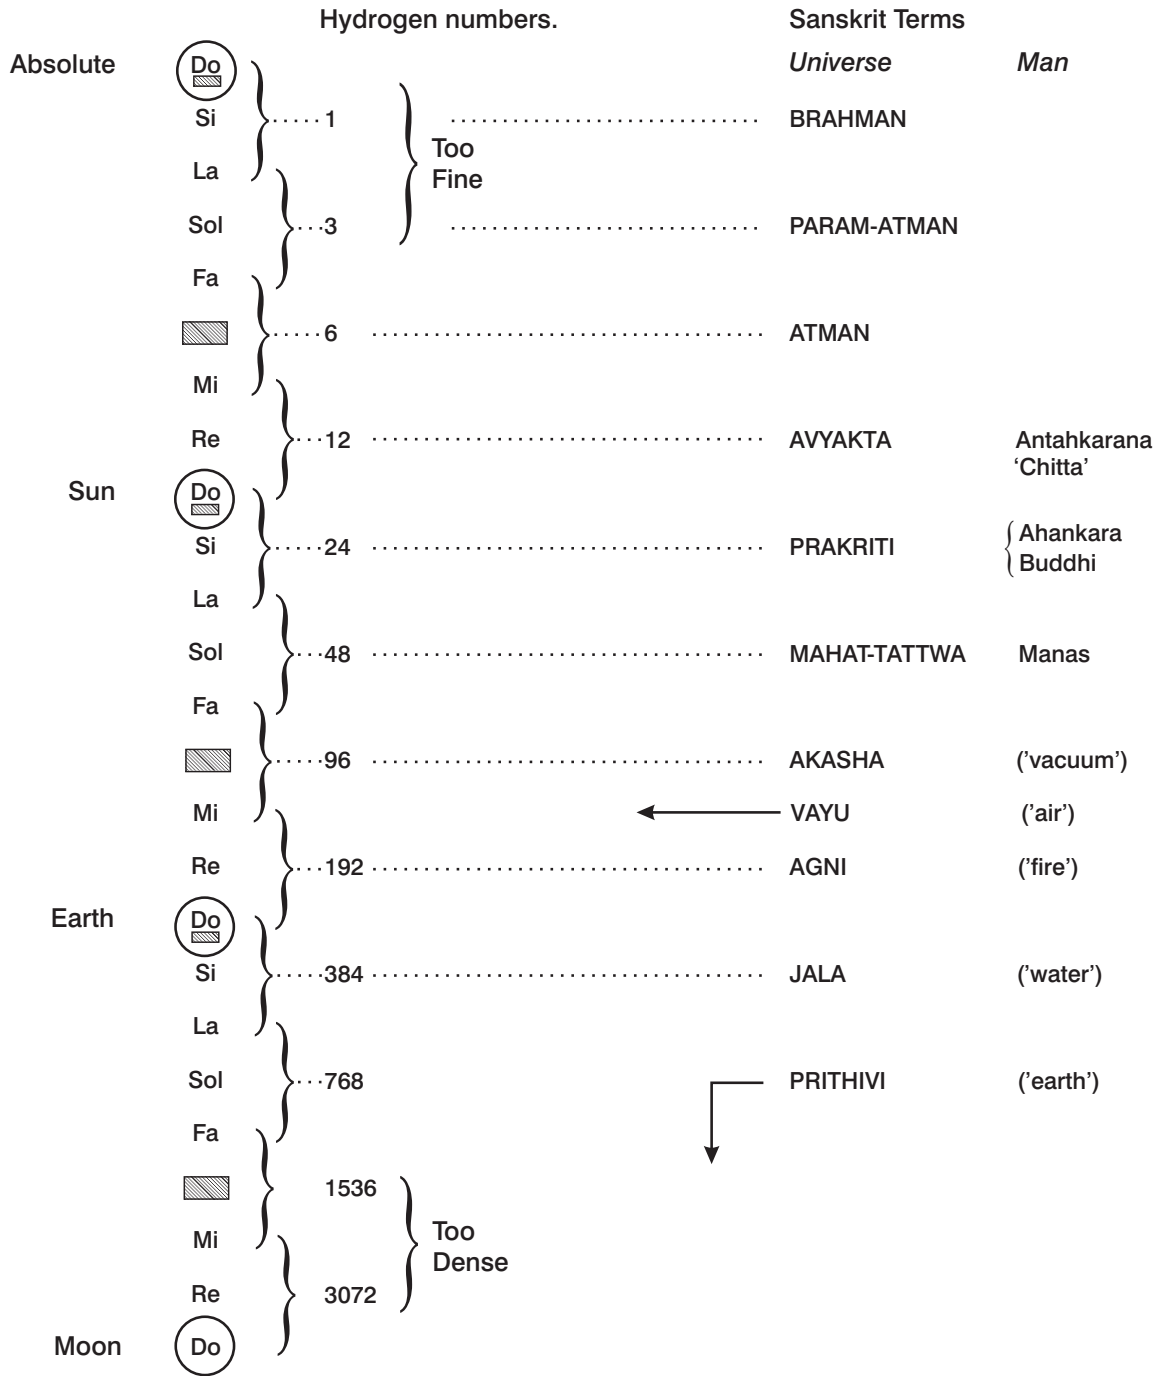 Hydrogen numbers. Sanskrit Terms
Universe Man
Absolute Do
Si 1 BRAHMAN
Too
Fine
La
Sol 3 PARAM-ATMAN
Fa
6 ATMAN
Mi
Re 12 AVYAKTA Antahkarana
‘Chitta’
Sun Do
Si 24 PRAKRITI Ahankara
Buddhi
La
Sol 48 MAHAT-TATTWA Manas
Fa
96 AKASHA (’vacuum’)
Mi VAYU (’air’)
Re 192 AGNI (’fire’)
Earth Do
Si 384 JALA (’water’)
La
Sol 768 PRITHIVI (’earth’)
Fa
1536
Too
Dense
Mi
Re 3072
Moon Do